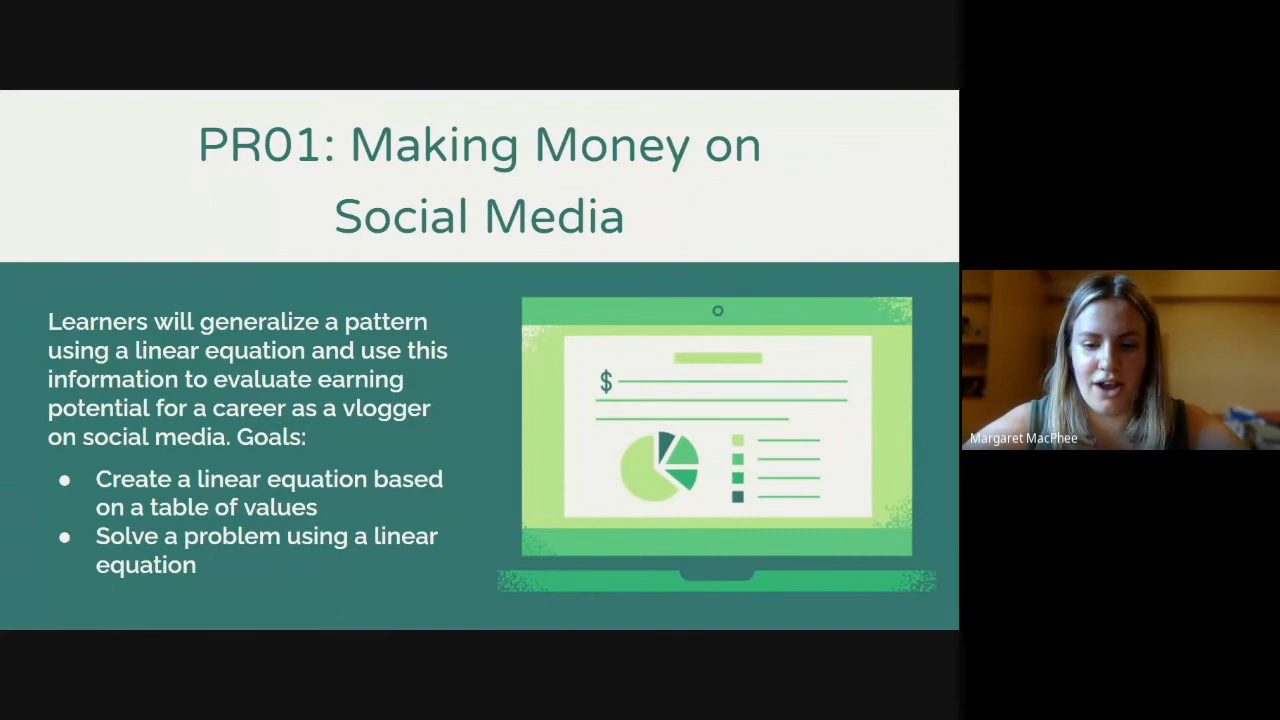 PR01: Making Money on
Social Media
Learners will generalize a pattern
using a linear equation and use this
information to evaluate earning
potential for a career as a vlogger
on social media. Goals:
● Create a linear equation based
on a table of values
● Solve a problem using a linear
equation
$
Margaret MacPhee